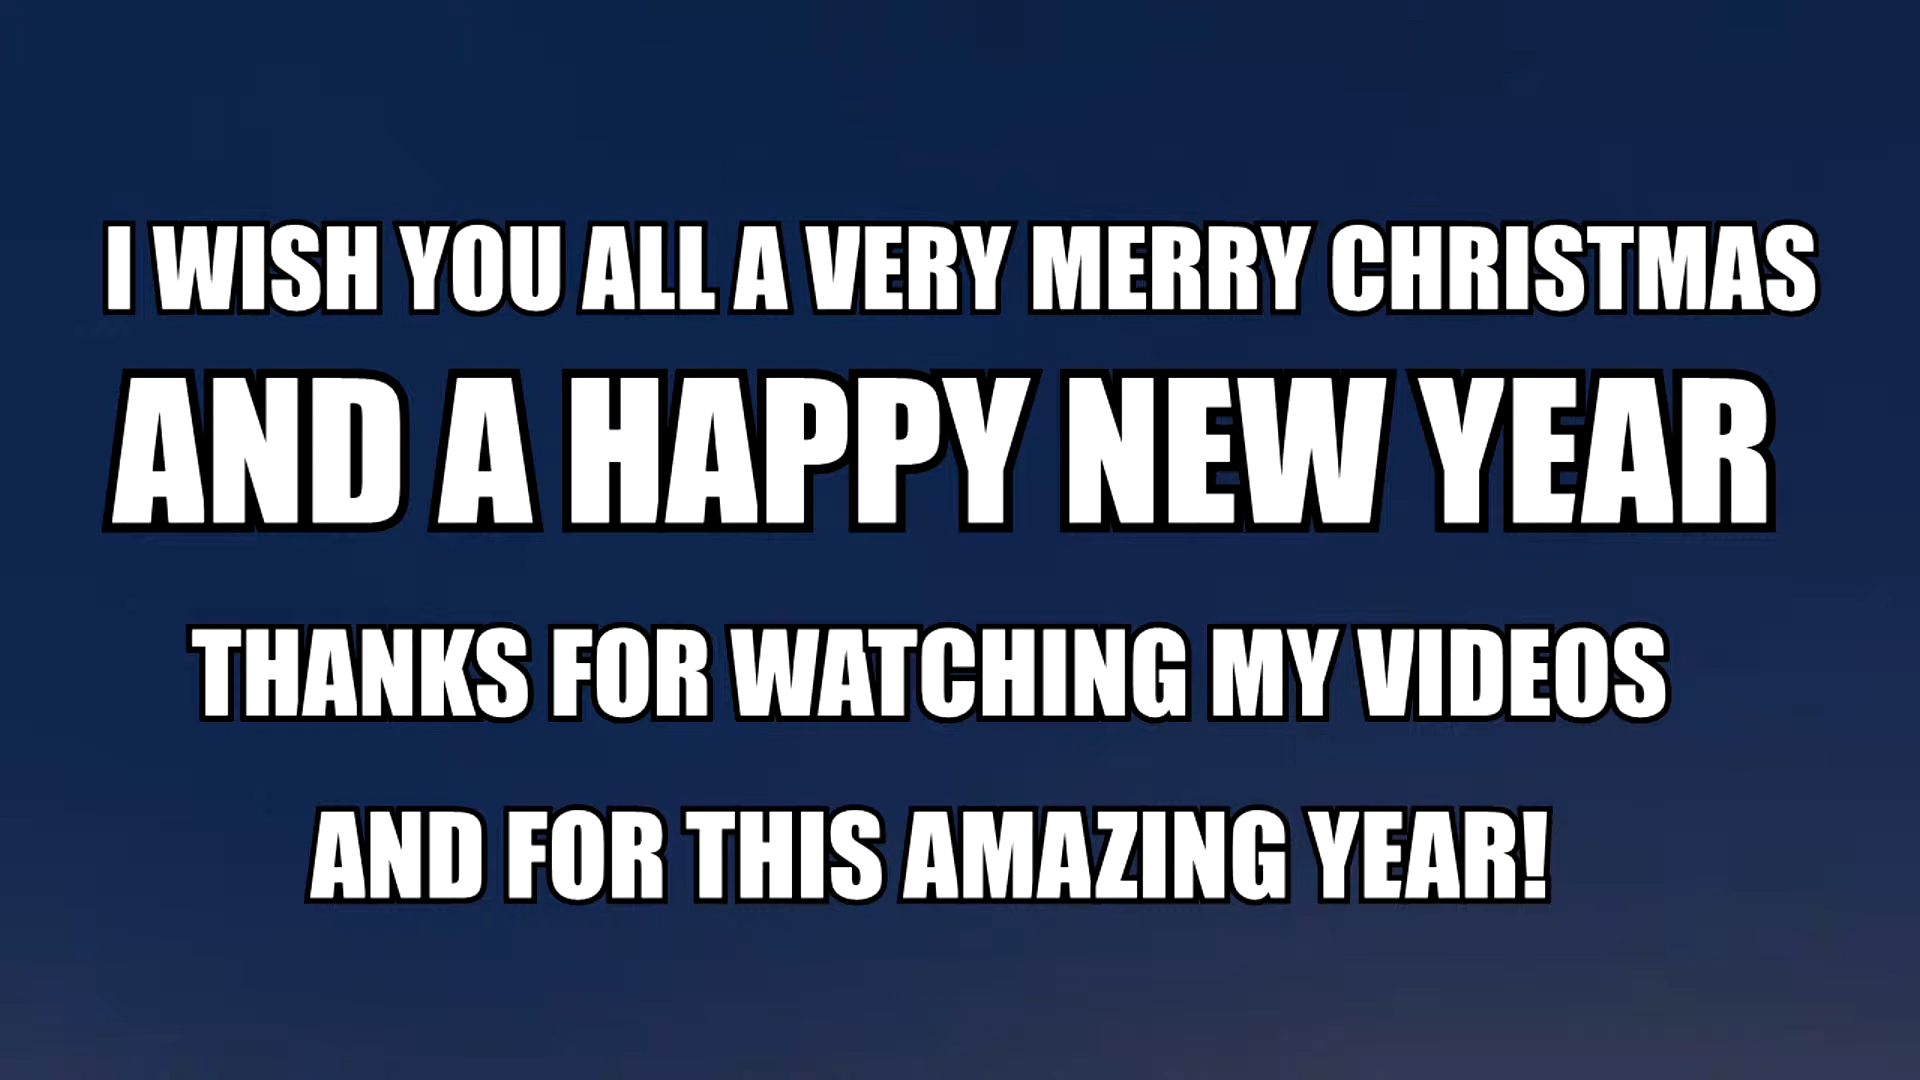 I WISH YOU ALL A VERY MERRY CHRISTMAS
AND A HAPPY NEW YEAR
THANKS FOR WATCHING MY VIDEOS
AND FOR THIS AMAZING YEAR!